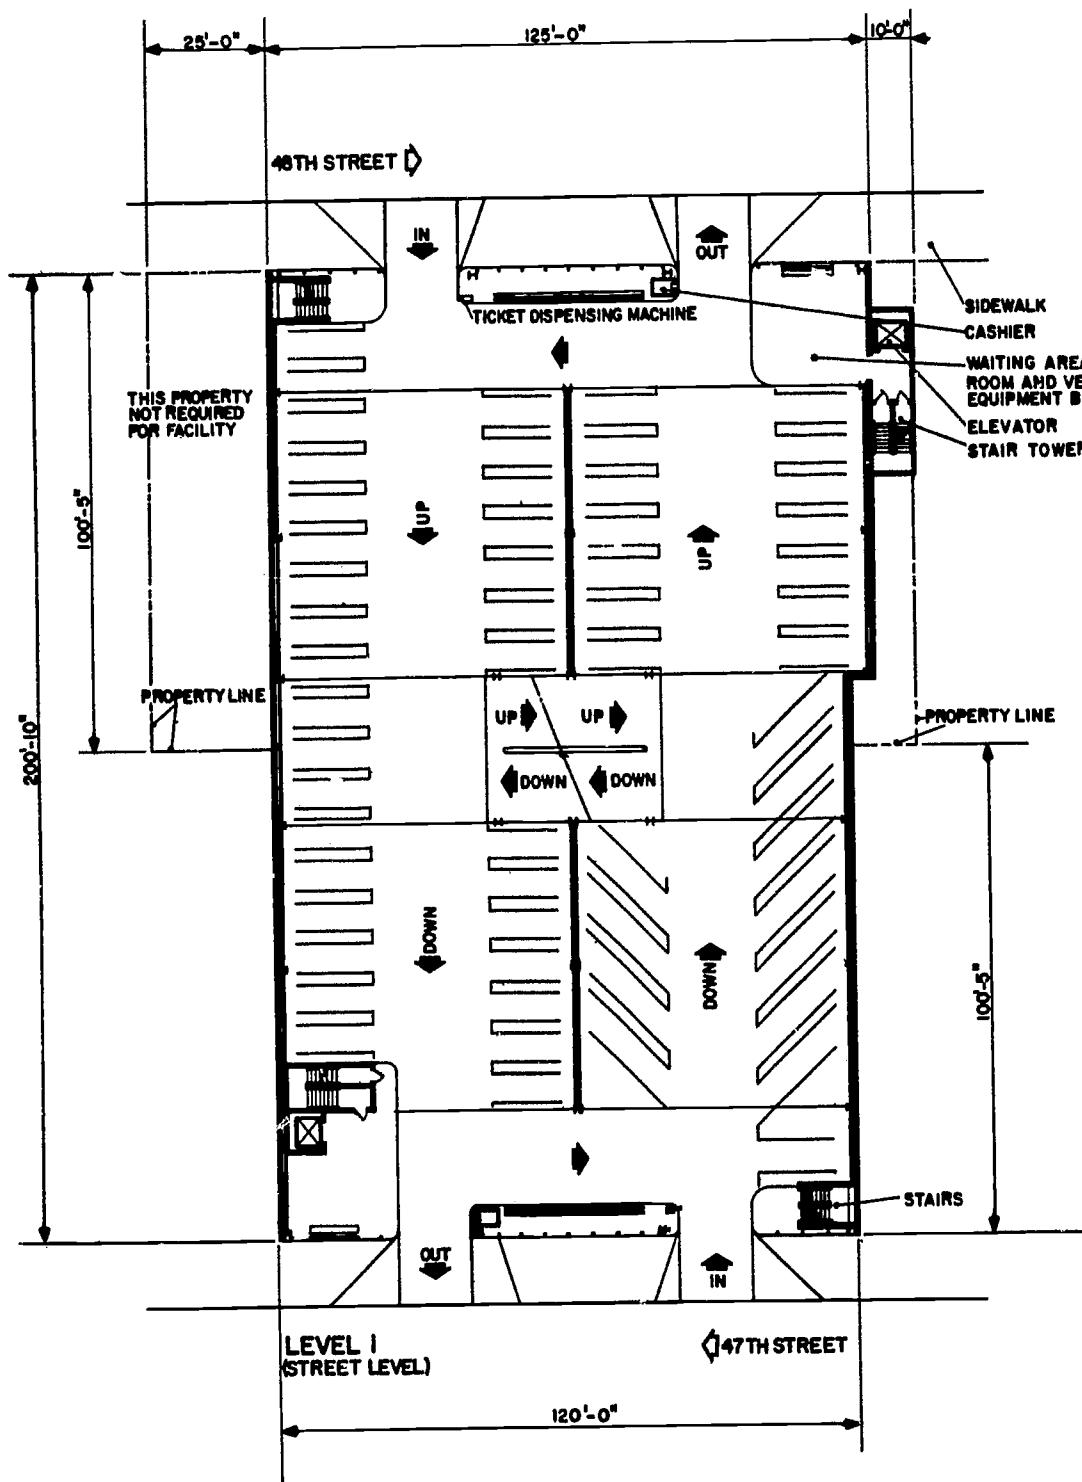 25'-0"
125'-0"
10'-0"
48TH STREET
IN
OUT
TICKET DISPENSING MACHINE
SIDEWALK
CASHIER
WAITING AREA
ROOM AND VE
EQUIPMENT B
ELEVATOR
STAIR TOWER
THIS PROPERTY
NOT REQUIRED
FOR FACILITY
100'-5"
200'-10"
UP
UP
PROPERTY LINE
UP
UP
DOWN
DOWN
PROPERTY LINE
DOWN
DOWN
100'-5"
STAIRS
OUT
IN
LEVEL 1
(STREET LEVEL)
47TH STREET
120'-0"